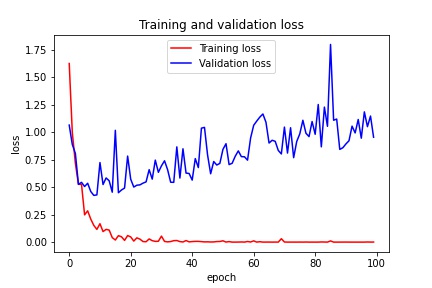 Training and validation loss
Training loss
Validation loss
1.75
1.50
1.25
1.00
0.75
0.50
0.25
0.00
loss
0 20 40 60 80 100
epoch